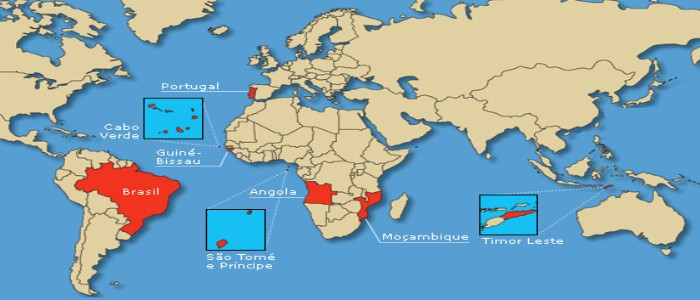 Portugal
Cabo
Verde
Guiné-
Bissau
Brasil
Angola
São Tomé
e Príncipe
Moçambique
Timor Leste